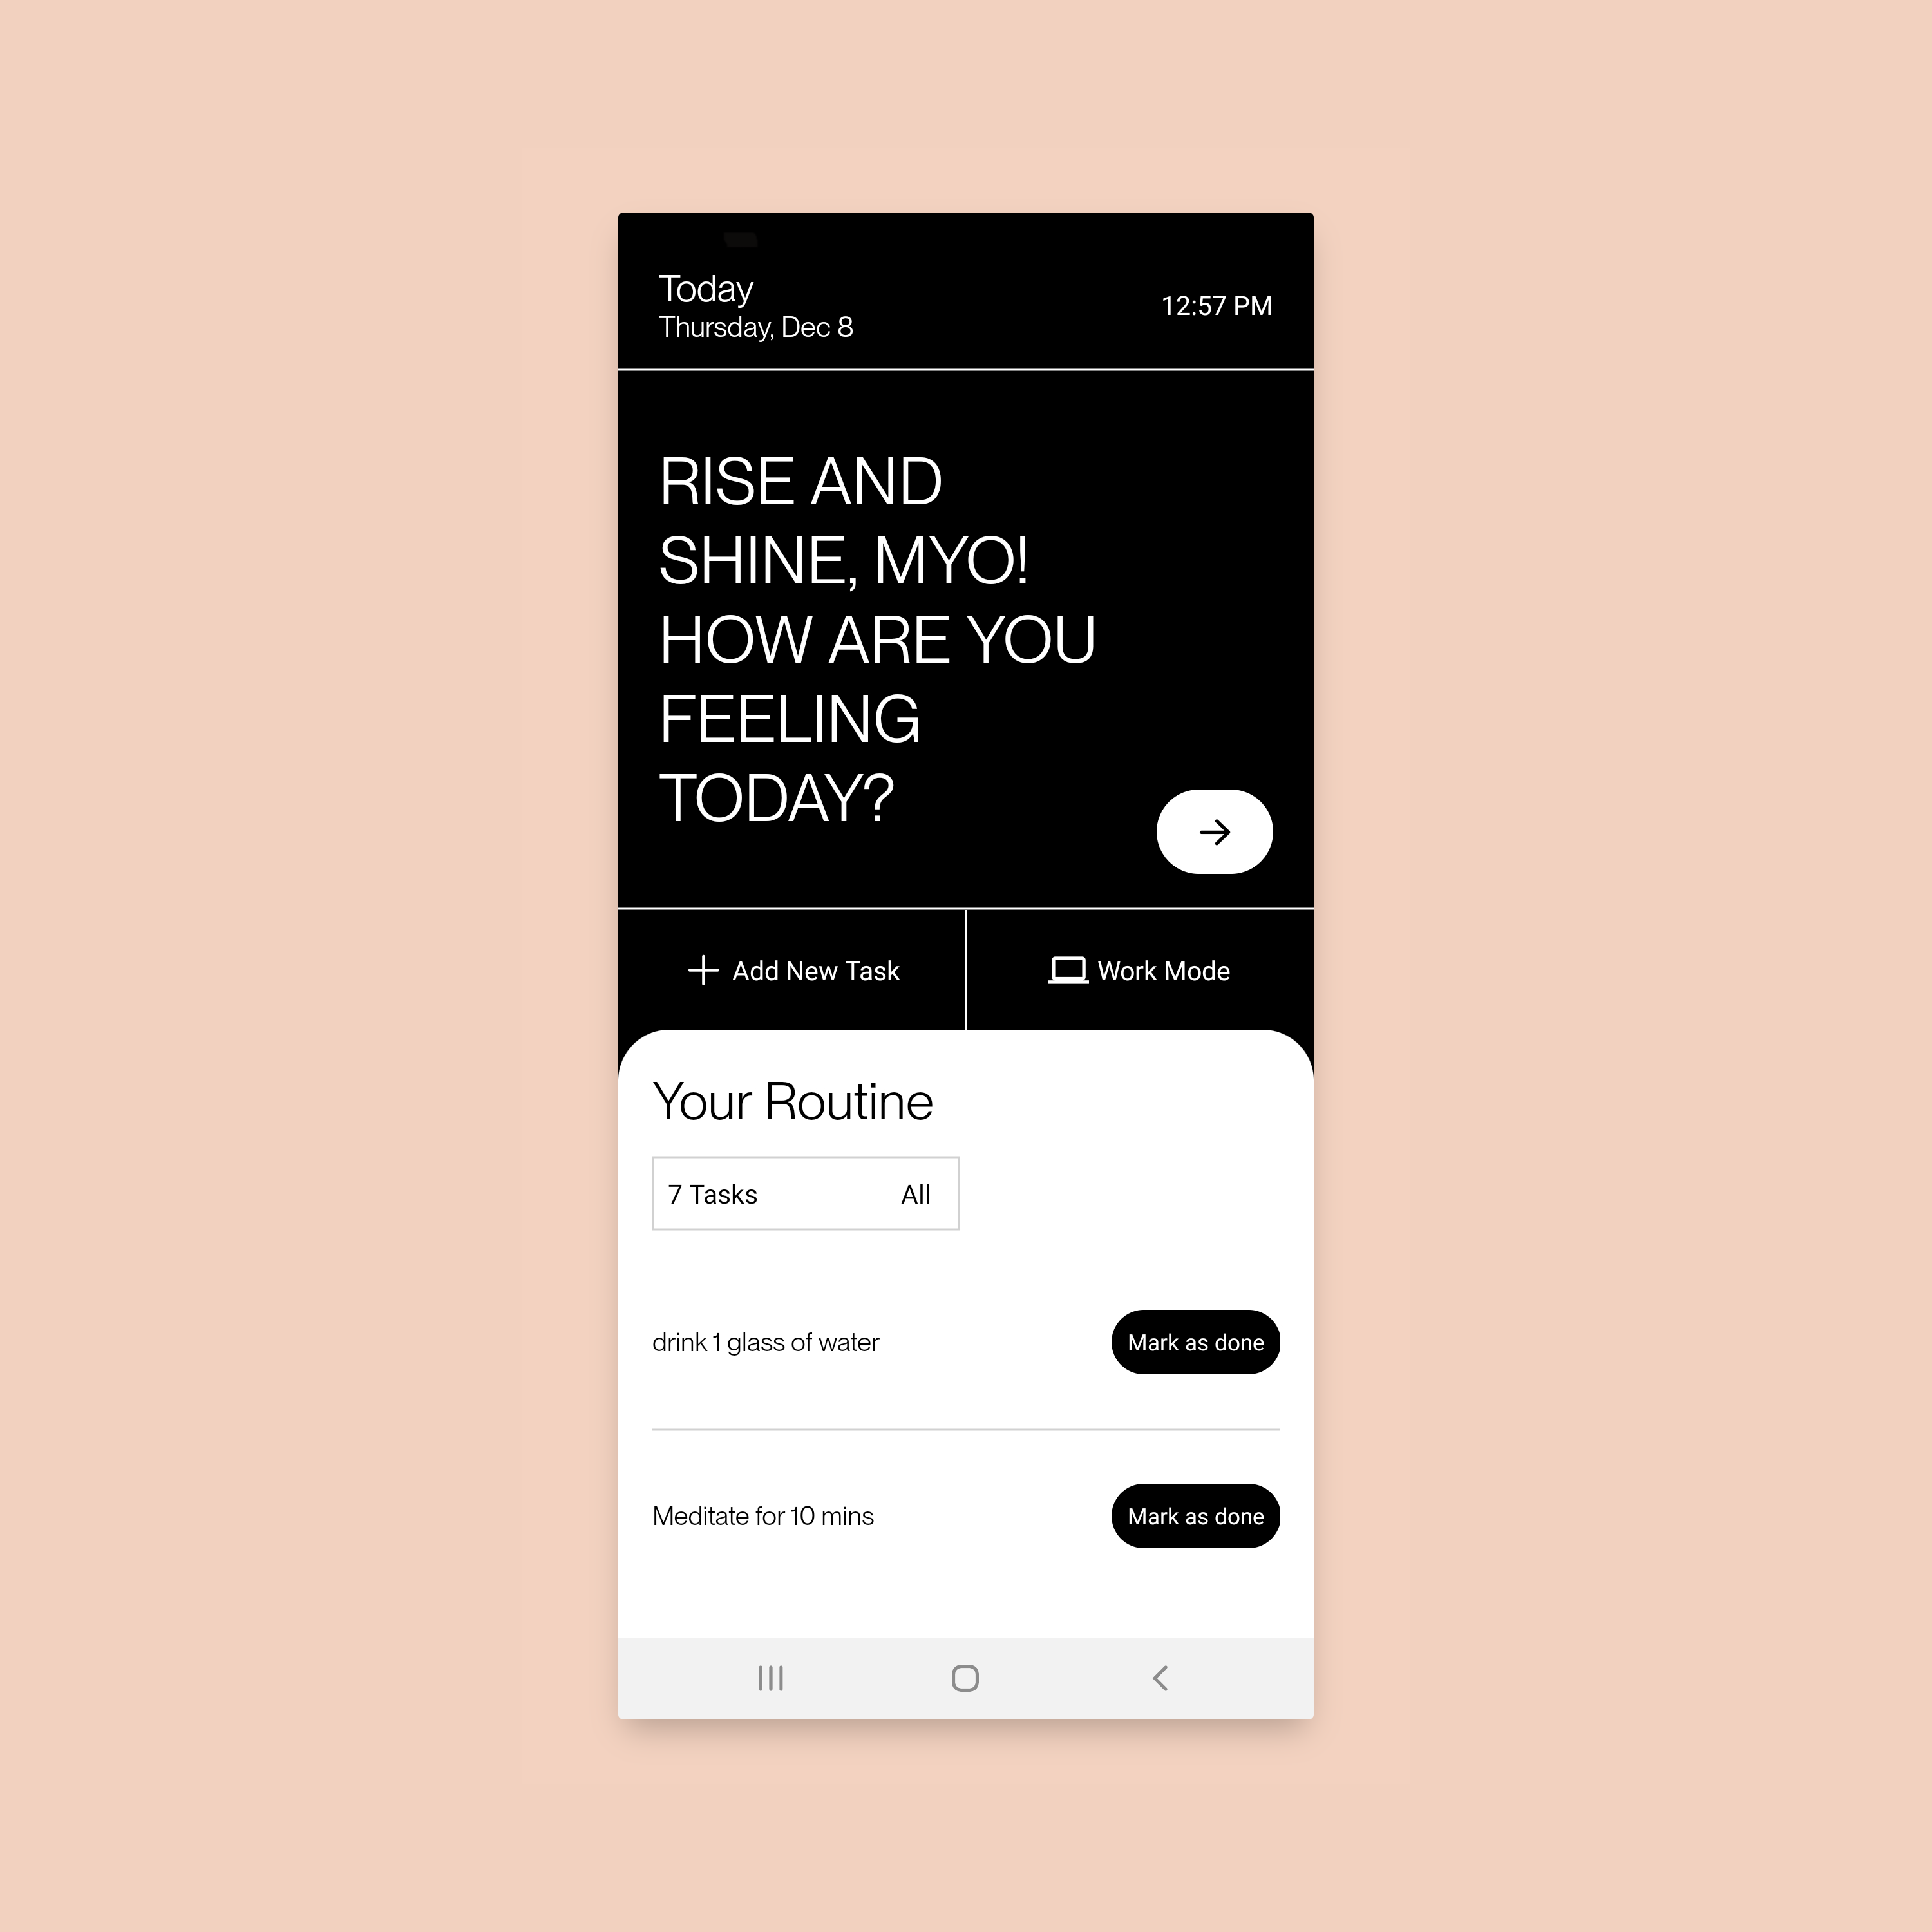 Today
Thursday, Dec 8
12:57 PM
RISE AND
SHINE, MYO!
HOW ARE YOU
FEELING
TODAY?
Add New Task
Work Mode
Your Routine
7 Tasks All
drink 1 glass of water
Mark as done
Meditate for 10 mins
Mark as done